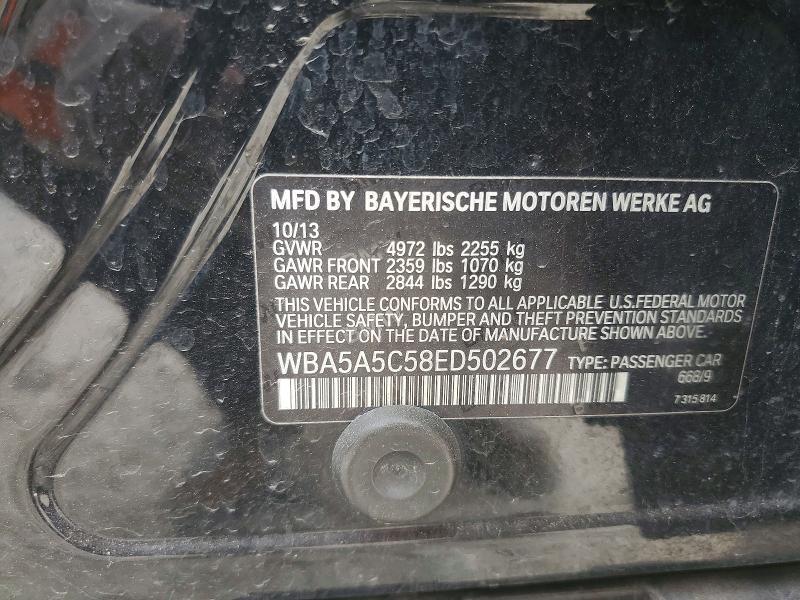 MFD BY BAYERISCHE MOTOREN WERKE AG
10/13
GVWR 4972 lbs 2255 kg
GAWR FRONT 2359 lbs 1070 kg
GAWR REAR 2844 lbs 1290 kg
THIS VEHICLE CONFORMS TO ALL APPLICABLE U.S.FEDERAL MOTOR
VEHICLE SAFETY, BUMPER AND THEFT PREVENTION STANDARDS
IN EFFECT ON THE DATE OF MANUFACTURE SHOWN ABOVE.
WBA5A5C58ED502677 TYPE: PASSENGER CAR
668/9
7 315 814